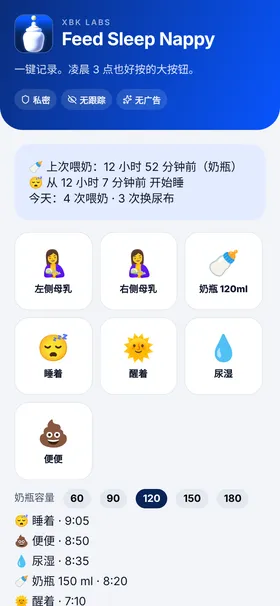 XBK LABS
Feed Sleep Nappy
一键记录。凌晨 3 点也好按的大按钮。
私密 无跟踪 无广告
上次喂奶：12 小时 52 分钟前（奶瓶）
从 12 小时 7 分钟前 开始睡
今天：4 次喂奶 · 3 次换尿布
左侧母乳 右侧母乳 奶瓶 120ml
睡着 醒着 尿湿
便便
奶瓶容量 60 90 120 150 180
睡着 · 9:05
便便 · 8:50
尿湿 · 8:35
奶瓶 150 ml · 8:20
醒着 · 7:10